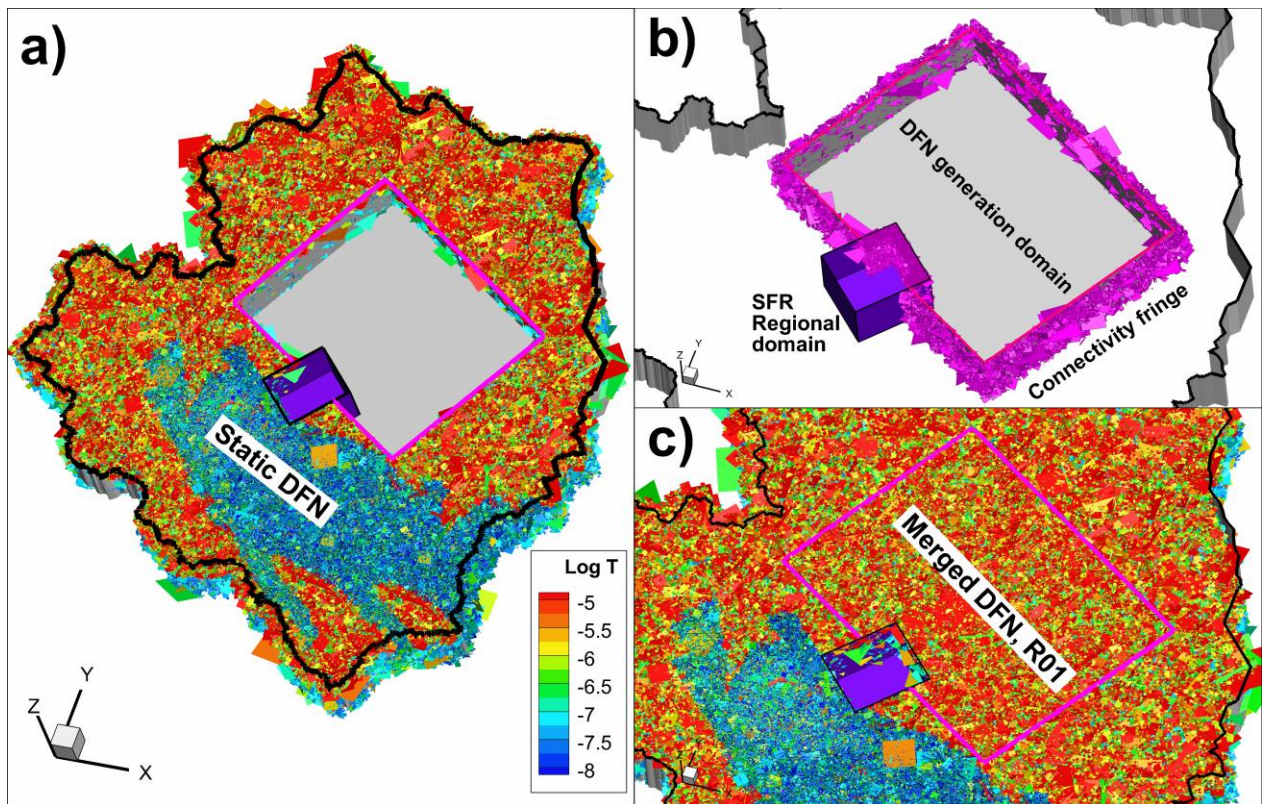 a)
Static DFN
Log T
-5
-5.5
-6
-6.5
-7
-7.5
-8
Z
Y
X
b)
DFN generation domain
SFR
Regional
domain
Connectivity fringe
Z
Y
X
c)
Merged DFN, R01